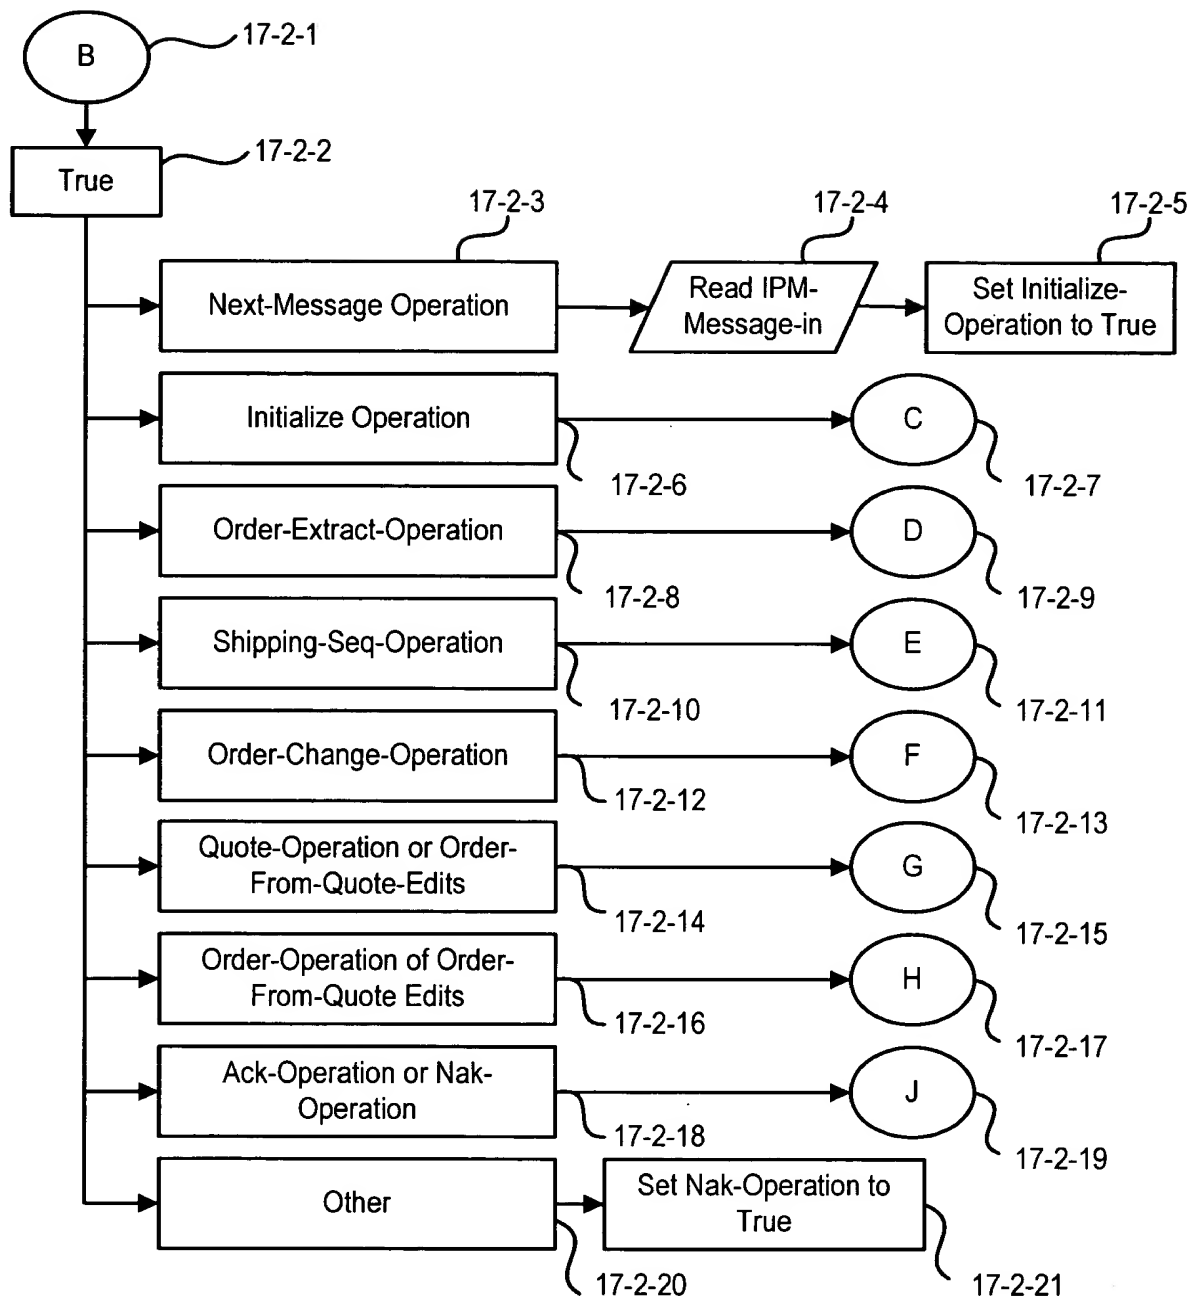 B
17-2-1
17-2-2
True
17-2-3
17-2-4
17-2-5
Next-Message Operation
Read IPM-
Message-in
Set Initialize-
Operation to True
Initialize Operation
C
17-2-6
17-2-7
Order-Extract-Operation
D
17-2-8
17-2-9
Shipping-Seq-Operation
E
17-2-10
17-2-11
Order-Change-Operation
F
17-2-12
17-2-13
Quote-Operation or Order-
From-Quote-Edits
G
17-2-14
17-2-15
Order-Operation of Order-
From-Quote Edits
H
17-2-16
17-2-17
Ack-Operation or Nak-
Operation
J
17-2-18
17-2-19
Other
Set Nak-Operation to
True
17-2-20
17-2-21